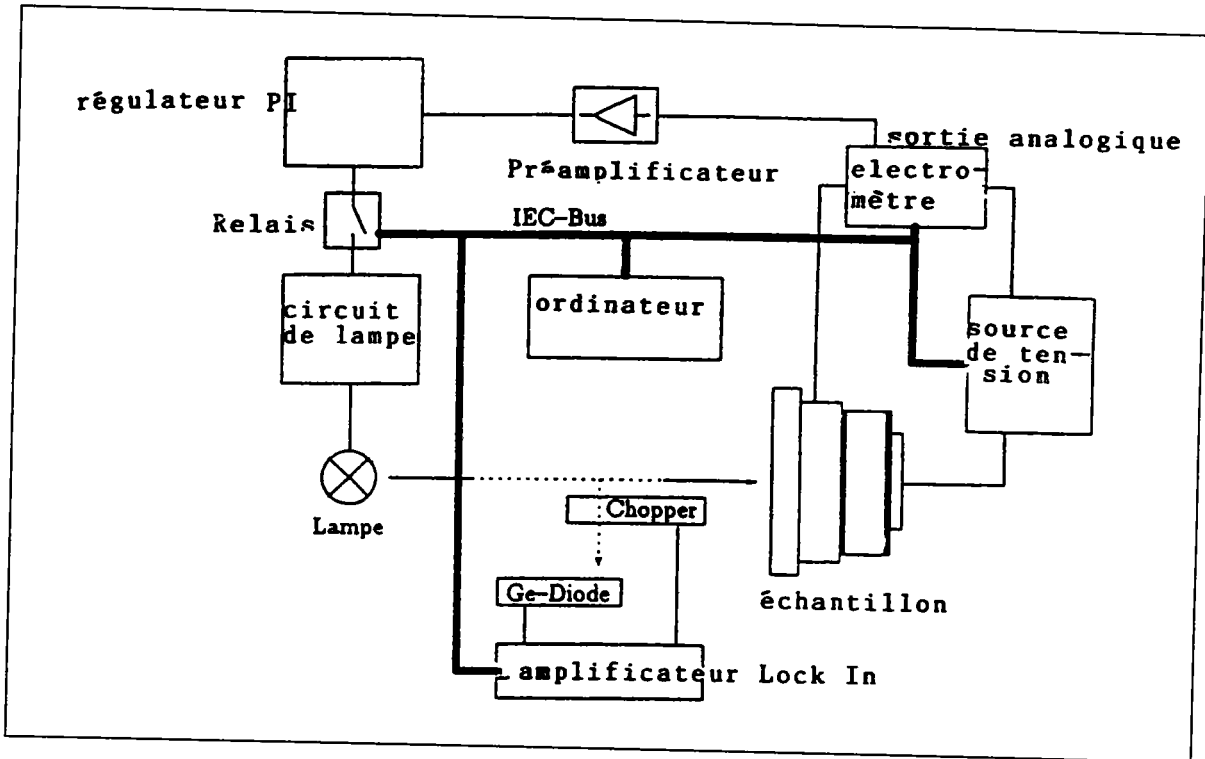 régulateur PI
sortie analogique
Préamplificateur
electro-
mètre
Relais
IEC-Bus
circuit
de lampe
ordinateur
source
de ten-
sion
Chopper
Lampe
Ge-Diode
échantillon
amplificateur Lock In